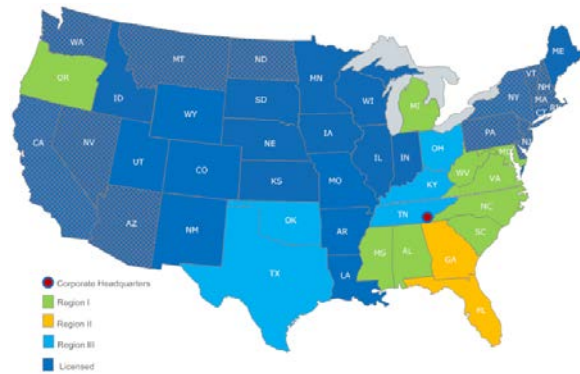 WA
MT
ND
ME
OR
MN
VT
ID
SD
WI
MI
NY
NH
MA
WY
CT
IA
PA
NJ
NE
OH
NV
IL
IN
CA
UT
CO
WV
VA
KS
MO
KY
NC
TN
AZ
NM
OK
AR
SC
MS
AL
GA
TX
LA
FL
Corporate Headquarters
Region I
Region II
Region III
Licensed